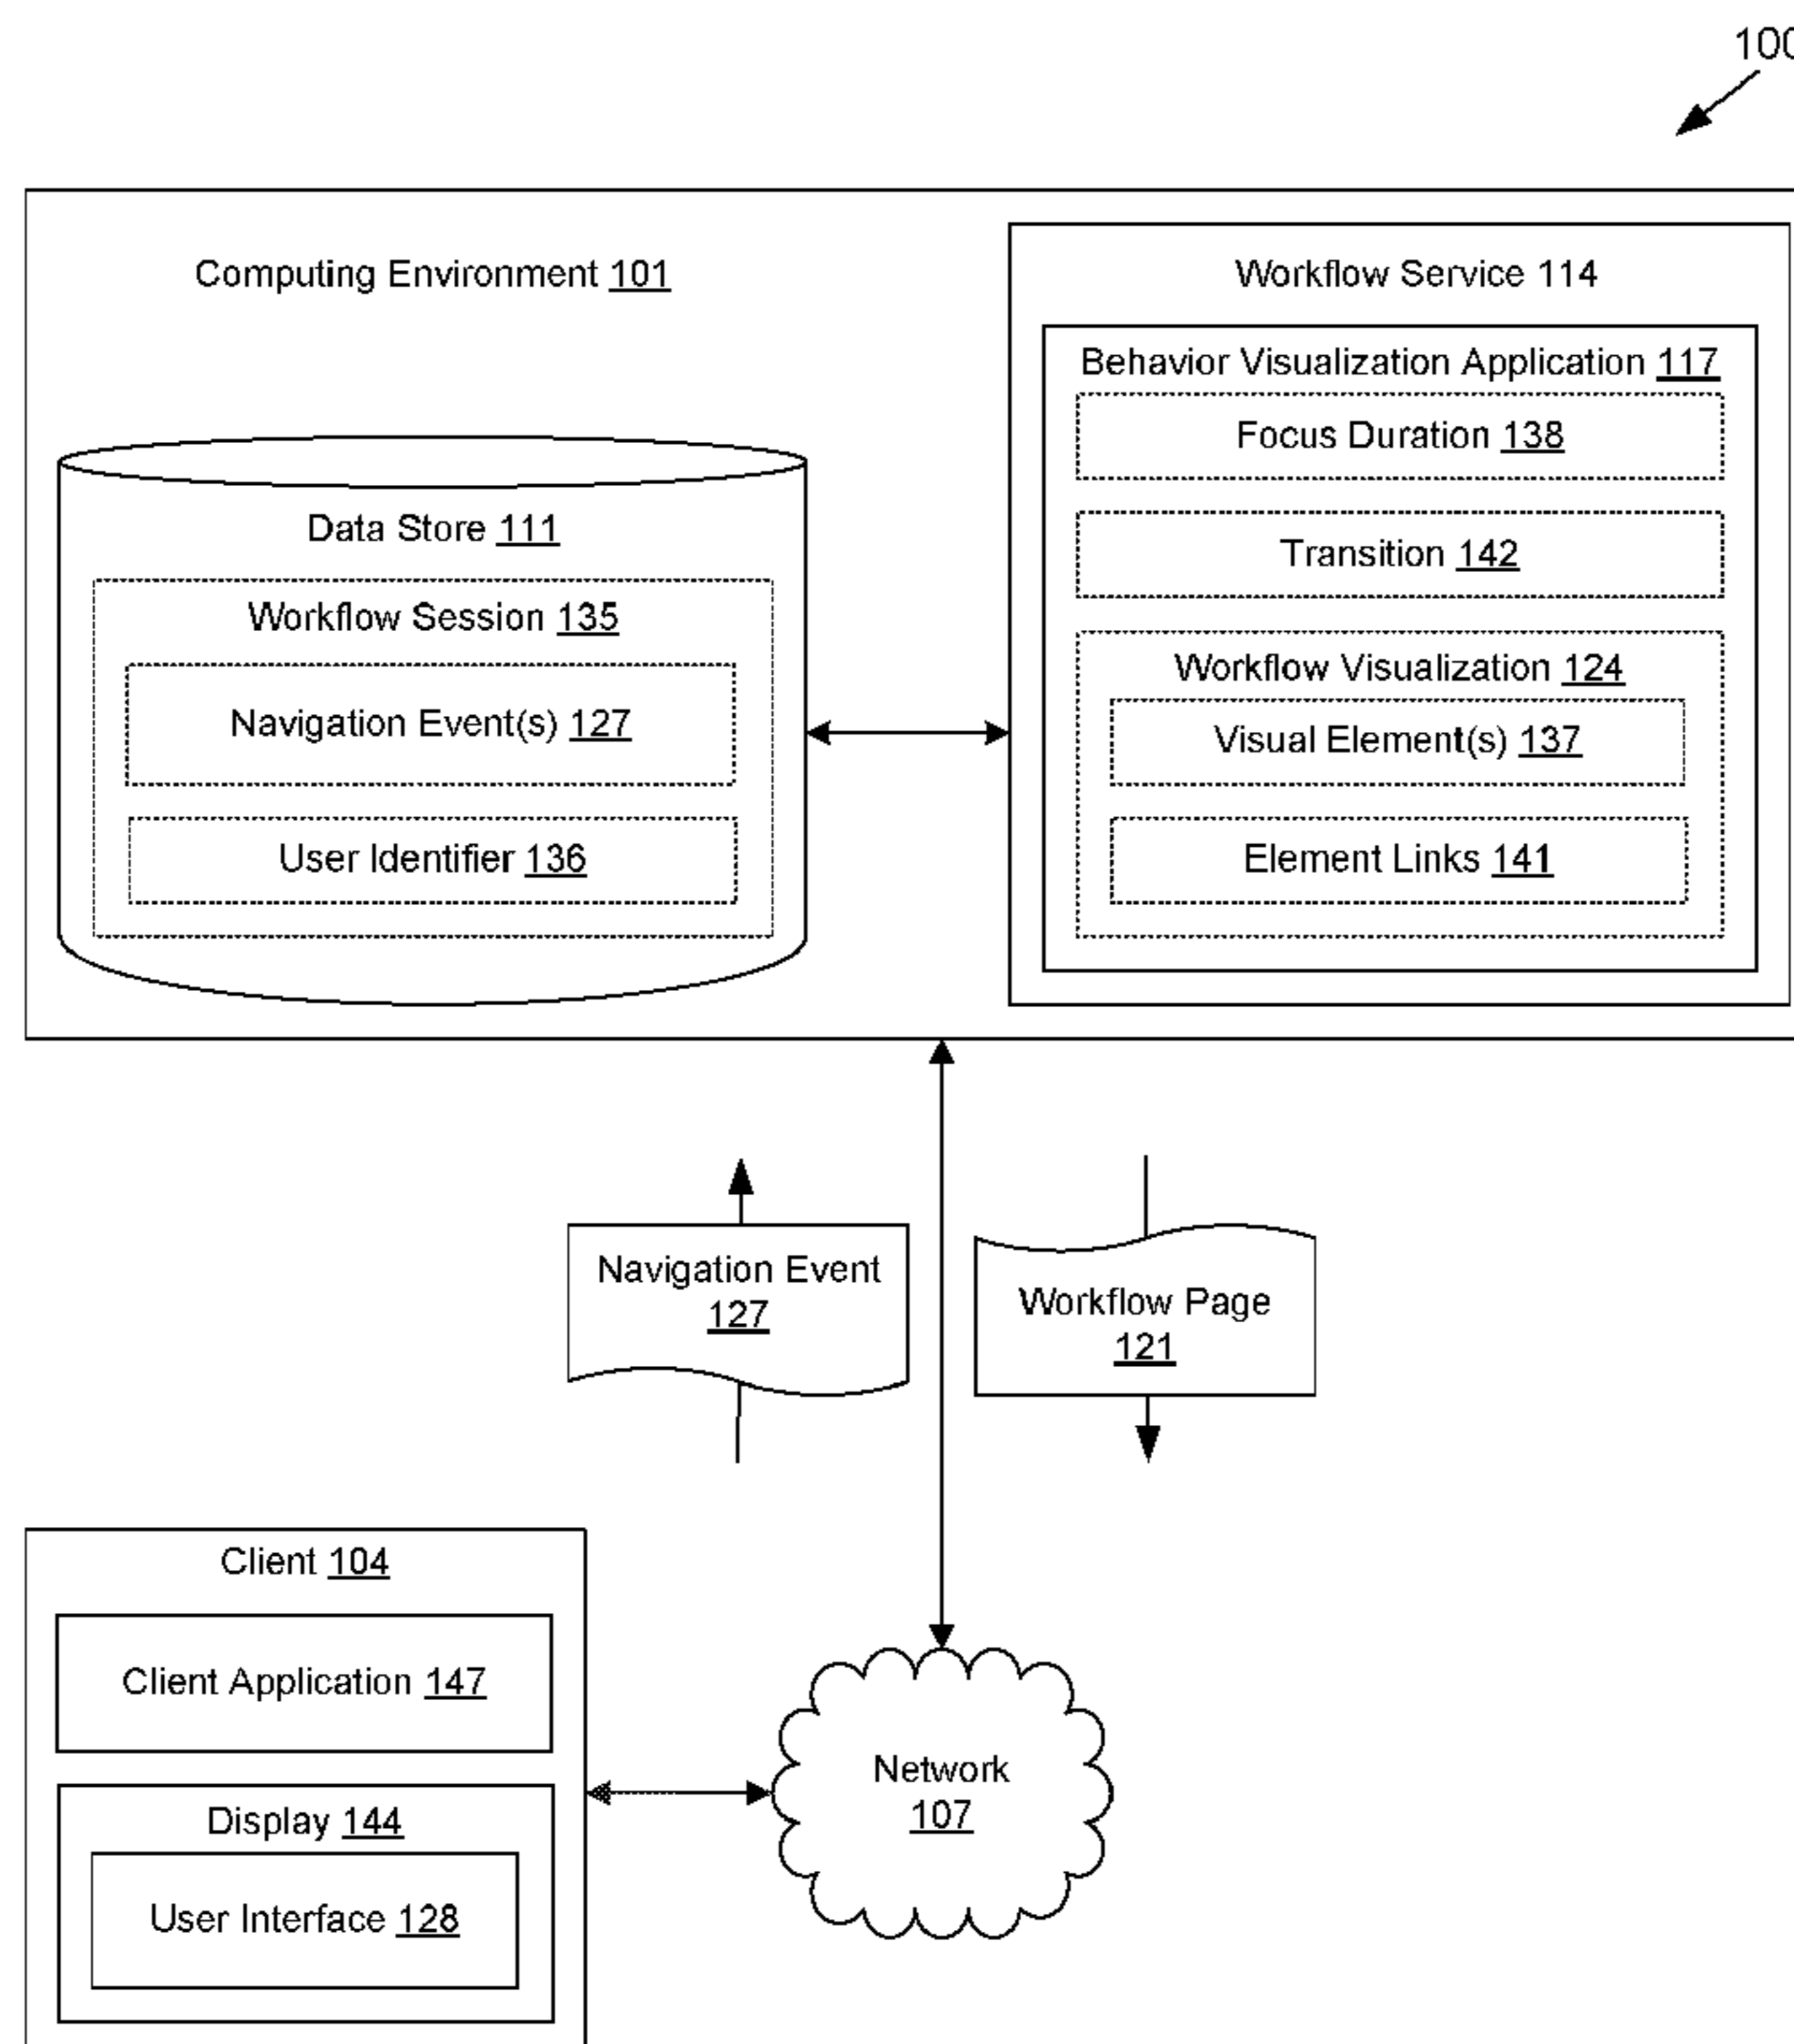 100
Computing Environment 101
Workflow Service 114
Behavior Visualization Application 117
Focus Duration 138
Transition 142
Workflow Visualization 124
Visual Element(s) 137
Element Links 141
Data Store 111
Workflow Session 135
Navigation Event(s) 127
User Identifier 136
Navigation Event
127
Workflow Page
121
Client 104
Client Application 147
Display 144
User Interface 128
Network
107